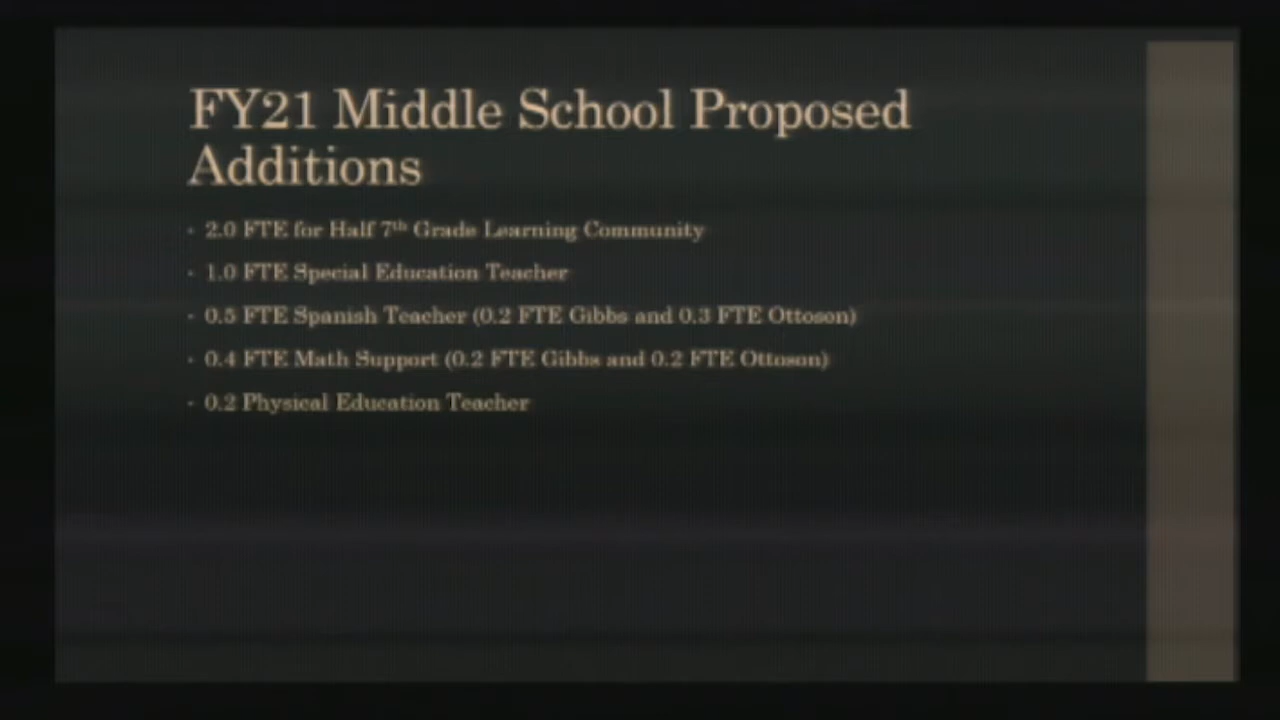 FY21 Middle School Proposed
Additions
• 2.0 FTE for Half 7th Grade Learning Community
• 1.0 FTE Special Education Teacher
• 0.5 FTE Spanish Teacher (0.2 FTE Gibbs and 0.3 FTE Ottoson)
• 0.4 FTE Math Support (0.2 FTE Gibbs and 0.2 FTE Ottoson)
• 0.2 Physical Education Teacher